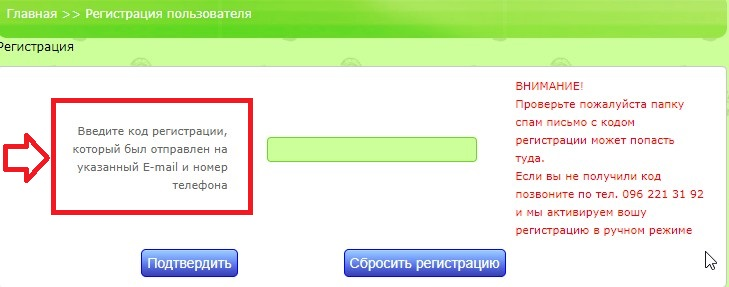 Главная >> Регистрация пользователя
Регистрация
Введите код регистрации,
который был отправлен на
указанный E-mail и номер
телефона
ВНИМАНИЕ!
Проверьте пожалуйста папку
спам письмо с кодом
регистрации может попасть
туда.
Если вы не получили код
позвоните по тел. 096 221 31 92
и мы активируем вошу
регистрацию в ручном режиме
Подтвердить
Сбросить регистрацию